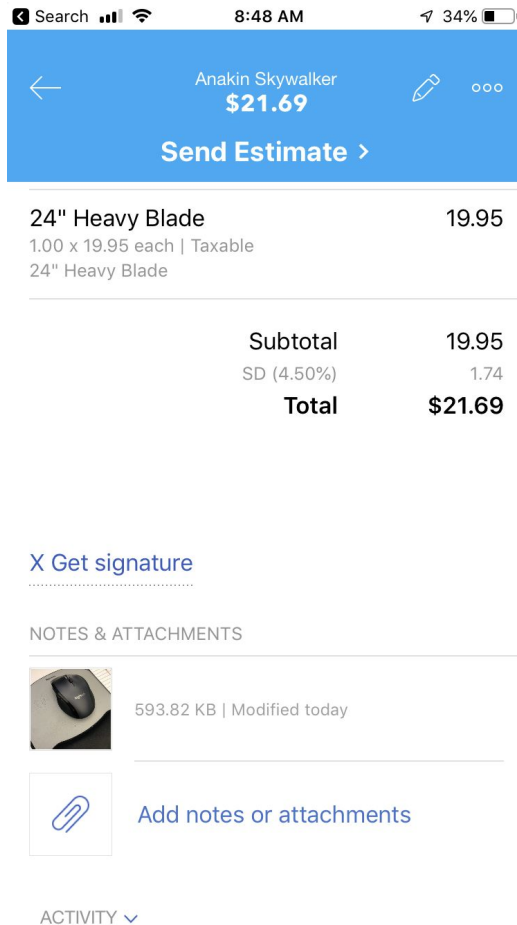 Search 8:48 AM 34%
Anakin Skywalker
$21.69
Send Estimate >
24" Heavy Blade 19.95
1.00 x 19.95 each | Taxable
24" Heavy Blade
Subtotal 19.95
SD (4.50%) 1.74
Total $21.69
X Get signature
NOTES & ATTACHMENTS
593.82 KB | Modified today
Add notes or attachments
ACTIVITY